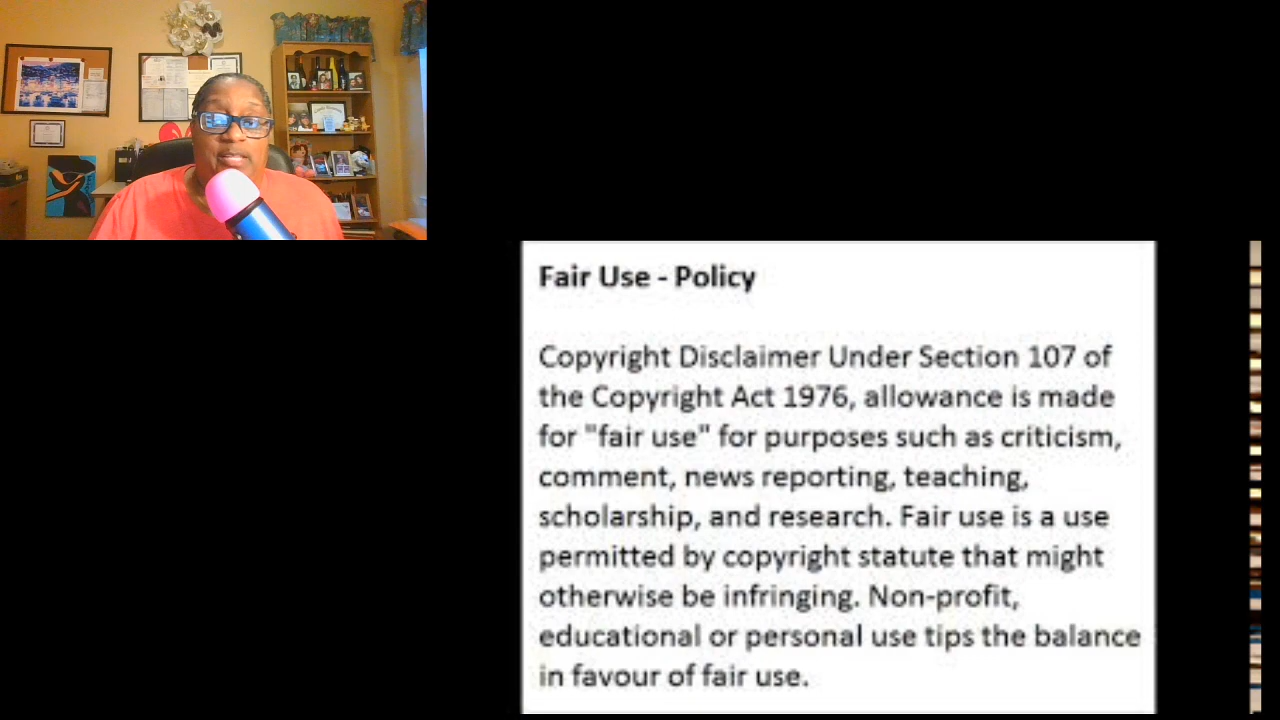 Fair Use - Policy
Copyright Disclaimer Under Section 107 of
the Copyright Act 1976, allowance is made
for "fair use" for purposes such as criticism,
comment, news reporting, teaching,
scholarship, and research. Fair use is a use
permitted by copyright statute that might
otherwise be infringing. Non-profit,
educational or personal use tips the balance
in favour of fair use.